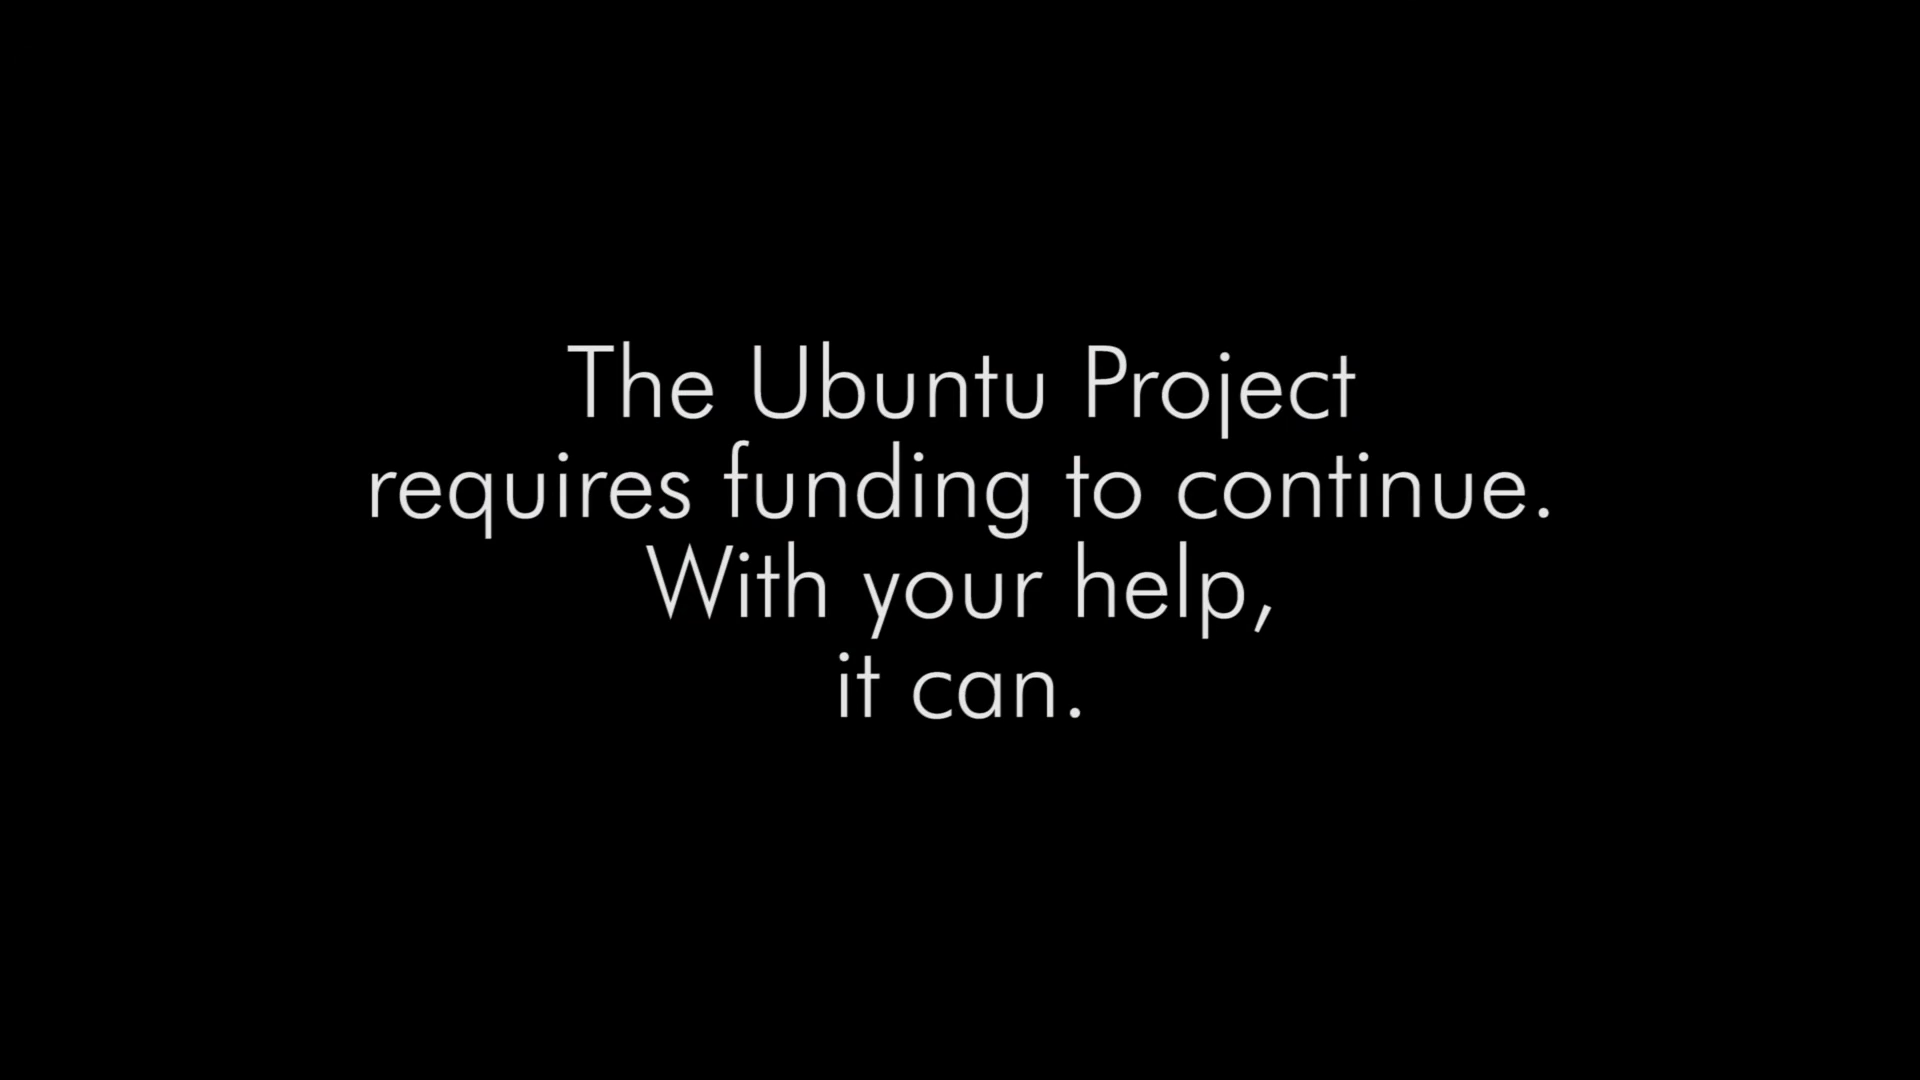 The Ubuntu Project
requires funding to continue.
With your help,
it can.